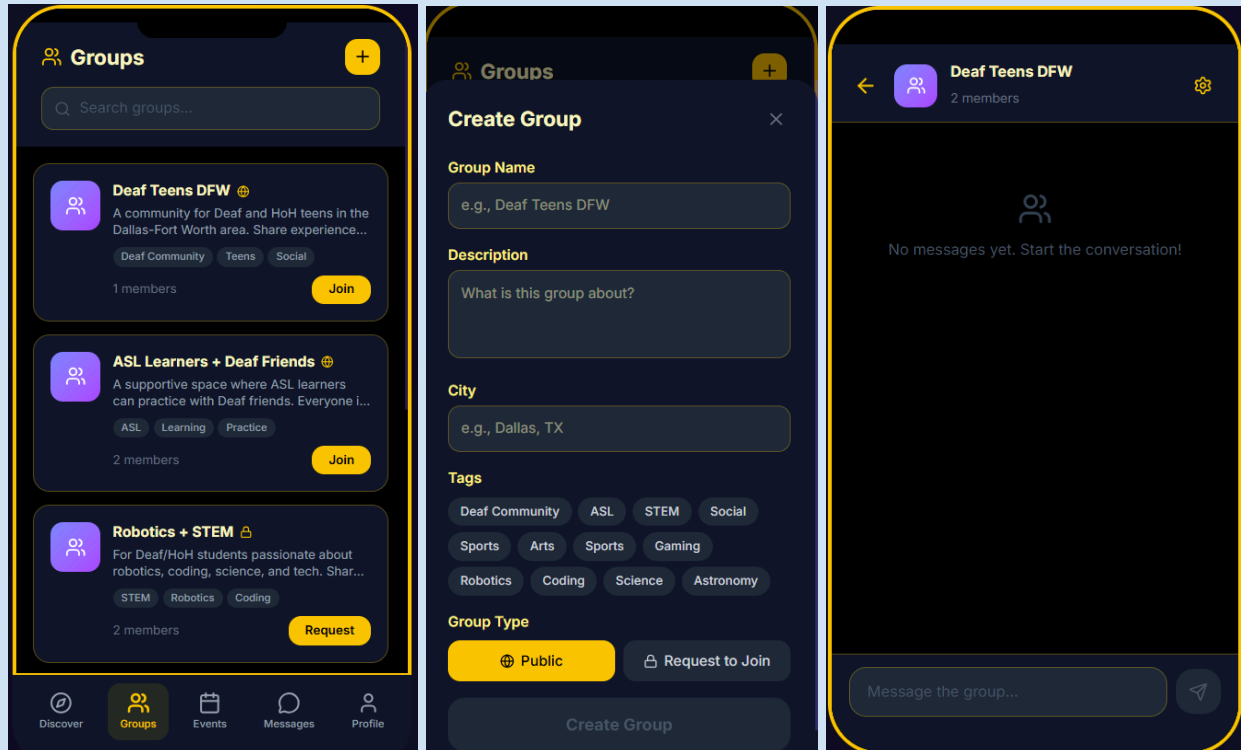 Groups
Search groups...
Deaf Teens DFW
A community for Deaf and HoH teens in the
Dallas-Fort Worth area. Share experience...
Deaf Community Teens Social
1 members Join
ASL Learners + Deaf Friends
A supportive space where ASL learners
can practice with Deaf friends. Everyone i...
ASL Learning Practice
2 members Join
Robotics + STEM
For Deaf/HoH students passionate about
robotics, coding, science, and tech. Shar...
STEM Robotics Coding
2 members Request
Discover Groups Events Messages Profile
Groups
Create Group
Group Name
e.g., Deaf Teens DFW
Description
What is this group about?
City
e.g., Dallas, TX
Tags
Deaf Community ASL STEM Social
Sports Arts Sports Gaming
Robotics Coding Science Astronomy
Group Type
Public Request to Join
Create Group
Deaf Teens DFW
2 members
No messages yet. Start the conversation!
Message the group...